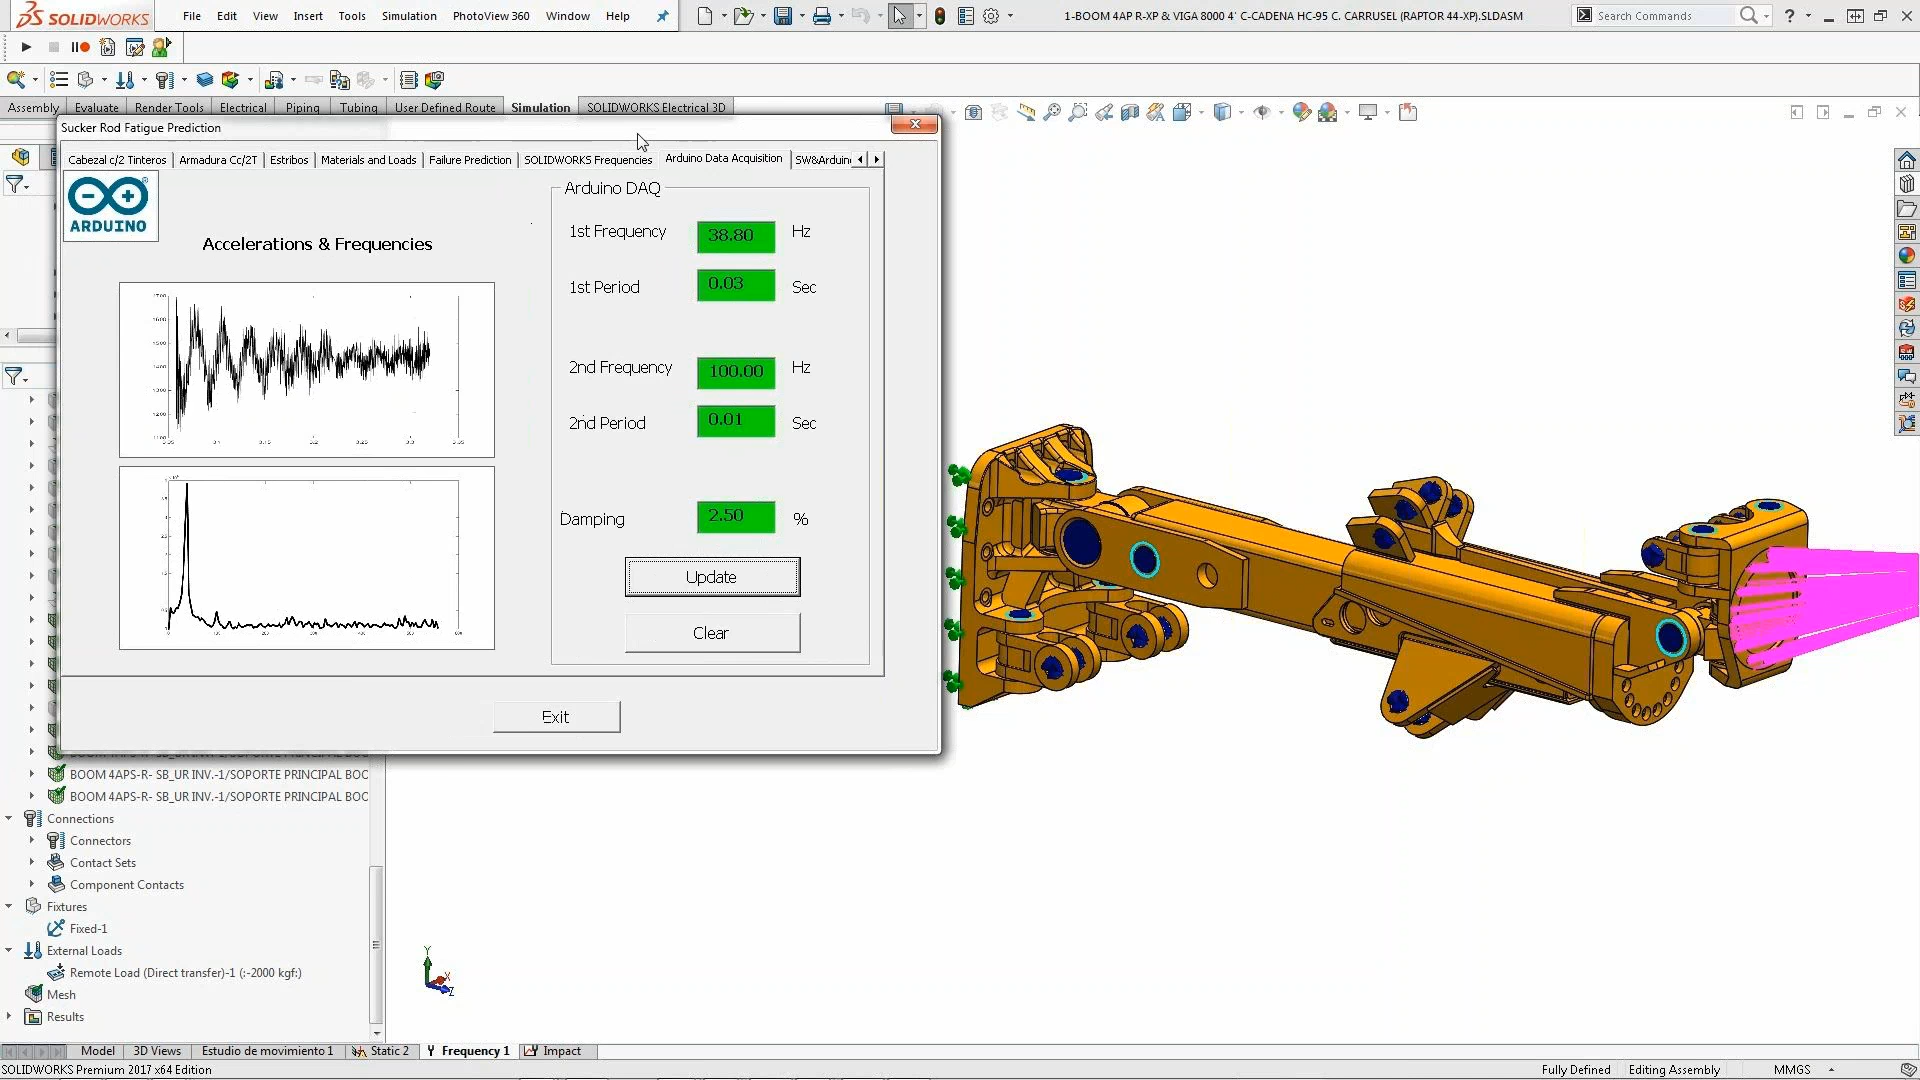 SOLIDWORKS
File Edit View Insert Tools Simulation PhotoView 360 Window Help
1-BOOM 4AP R-XP & VIGA 8000 4' C-CADENA HC-95 C. CARRUSEL (RAPTOR 44-XP).SLDASM
Search Commands
Assembly Evaluate Render Tools Electrical Piping Tubing User Defined Route Simulation SOLIDWORKS Electrical 3D
Sucker Rod Fatigue Prediction
Cabezal c/2 Tinteros Armadura Cc/2T Estribos Materials and Loads Failure Prediction SOLIDWORKS Frequencies Arduino Data Acquisition SW&Arduin
ARDUINO
Accelerations & Frequencies
Arduino DAQ
1st Frequency 38.80 Hz
1st Period 0.03 Sec
2nd Frequency 100.00 Hz
2nd Period 0.01 Sec
Damping 2.50 %
Update
Clear
Exit
BOOM 4APS-R- SB_UR INV.-1/SOPORTE PRINCIPAL BOC
BOOM 4APS-R- SB_UR INV.-1/SOPORTE PRINCIPAL BOC
Connections
Connectors
Contact Sets
Component Contacts
Fixtures
Fixed-1
External Loads
Remote Load (Direct transfer)-1 (:-2000 kgf:)
Mesh
Results
Y
X
Z
Model 3D Views Estudio de movimiento 1 Static 2 Frequency 1 Impact
SOLIDWORKS Premium 2017 x64 Edition
Fully Defined Editing Assembly MMGS